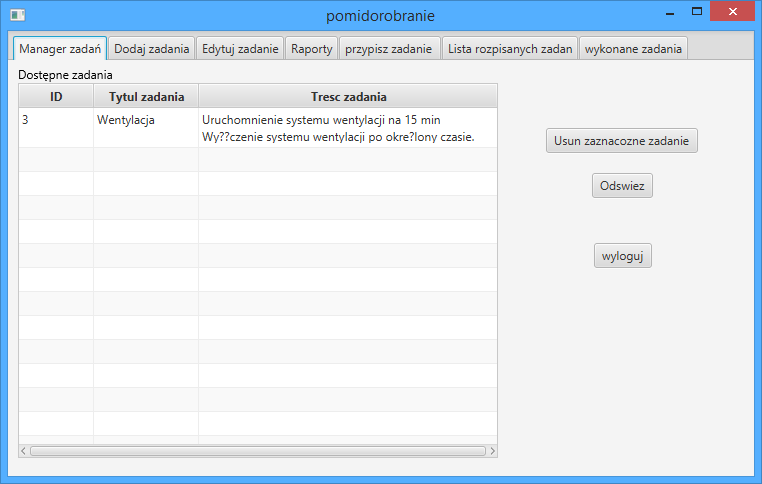 pomidorobranie
Manager zadań Dodaj zadania Edytuj zadanie Raporty przypisz zadanie Lista rozpisanych zadan wykonane zadania
Dostępne zadania
ID Tytul zadania Tresc zadania
3 Wentylacja Uruchomnienie systemu wentylacji na 15 min
Wy??czenie systemu wentylacji po okre?lony czasie.
Usun zaznacozne zadanie
Odswiez
wyloguj